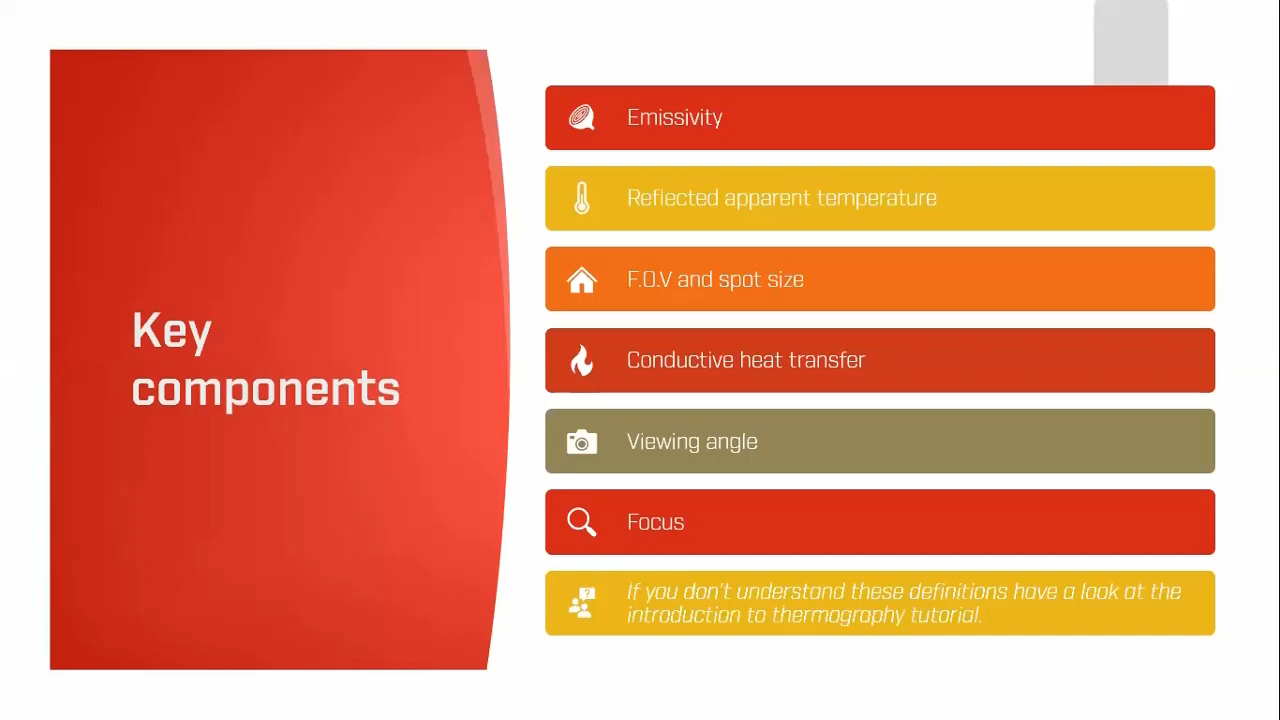 Key
components
Emissivity
Reflected apparent temperature
F.O.V and spot size
Conductive heat transfer
Viewing angle
Focus
If you don't understand these definitions have a look at the
introduction to thermography tutorial.